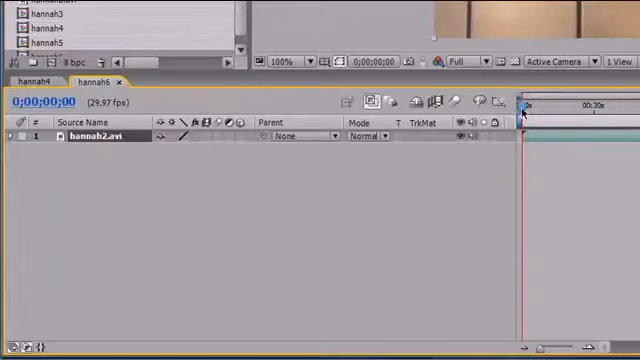 hannah3
hannah4
hannah5
8 bpc
100%
0;00;00;00
Full
Active Camera
1 View
hannah4
hannah6 ×
0;00;00;00 (29.97 fps)
0s
00:30s
# Source Name
Parent
Mode
T
TrkMat
1 hannah2.avi
None
Normal